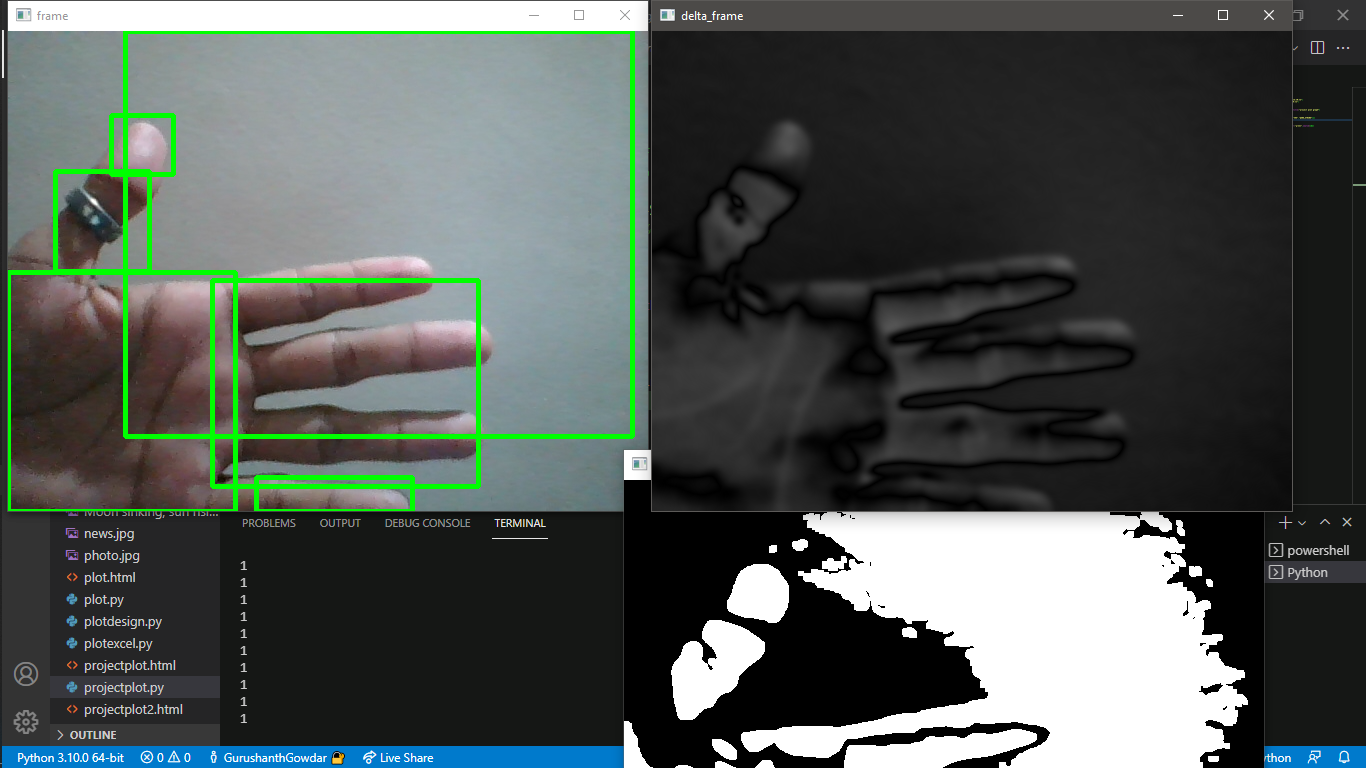 frame
delta_frame
Moon sinking, sun risi...
news.jpg
photo.jpg
plot.html
plot.py
plotdesign.py
plotexcel.py
projectplot.html
projectplot.py
projectplot2.html
OUTLINE
PROBLEMS OUTPUT DEBUG CONSOLE TERMINAL
1
1
1
1
1
1
1
1
1
1
powershell
Python
Python 3.10.0 64-bit 0 0 GurushanthGowdar Live Share
ython